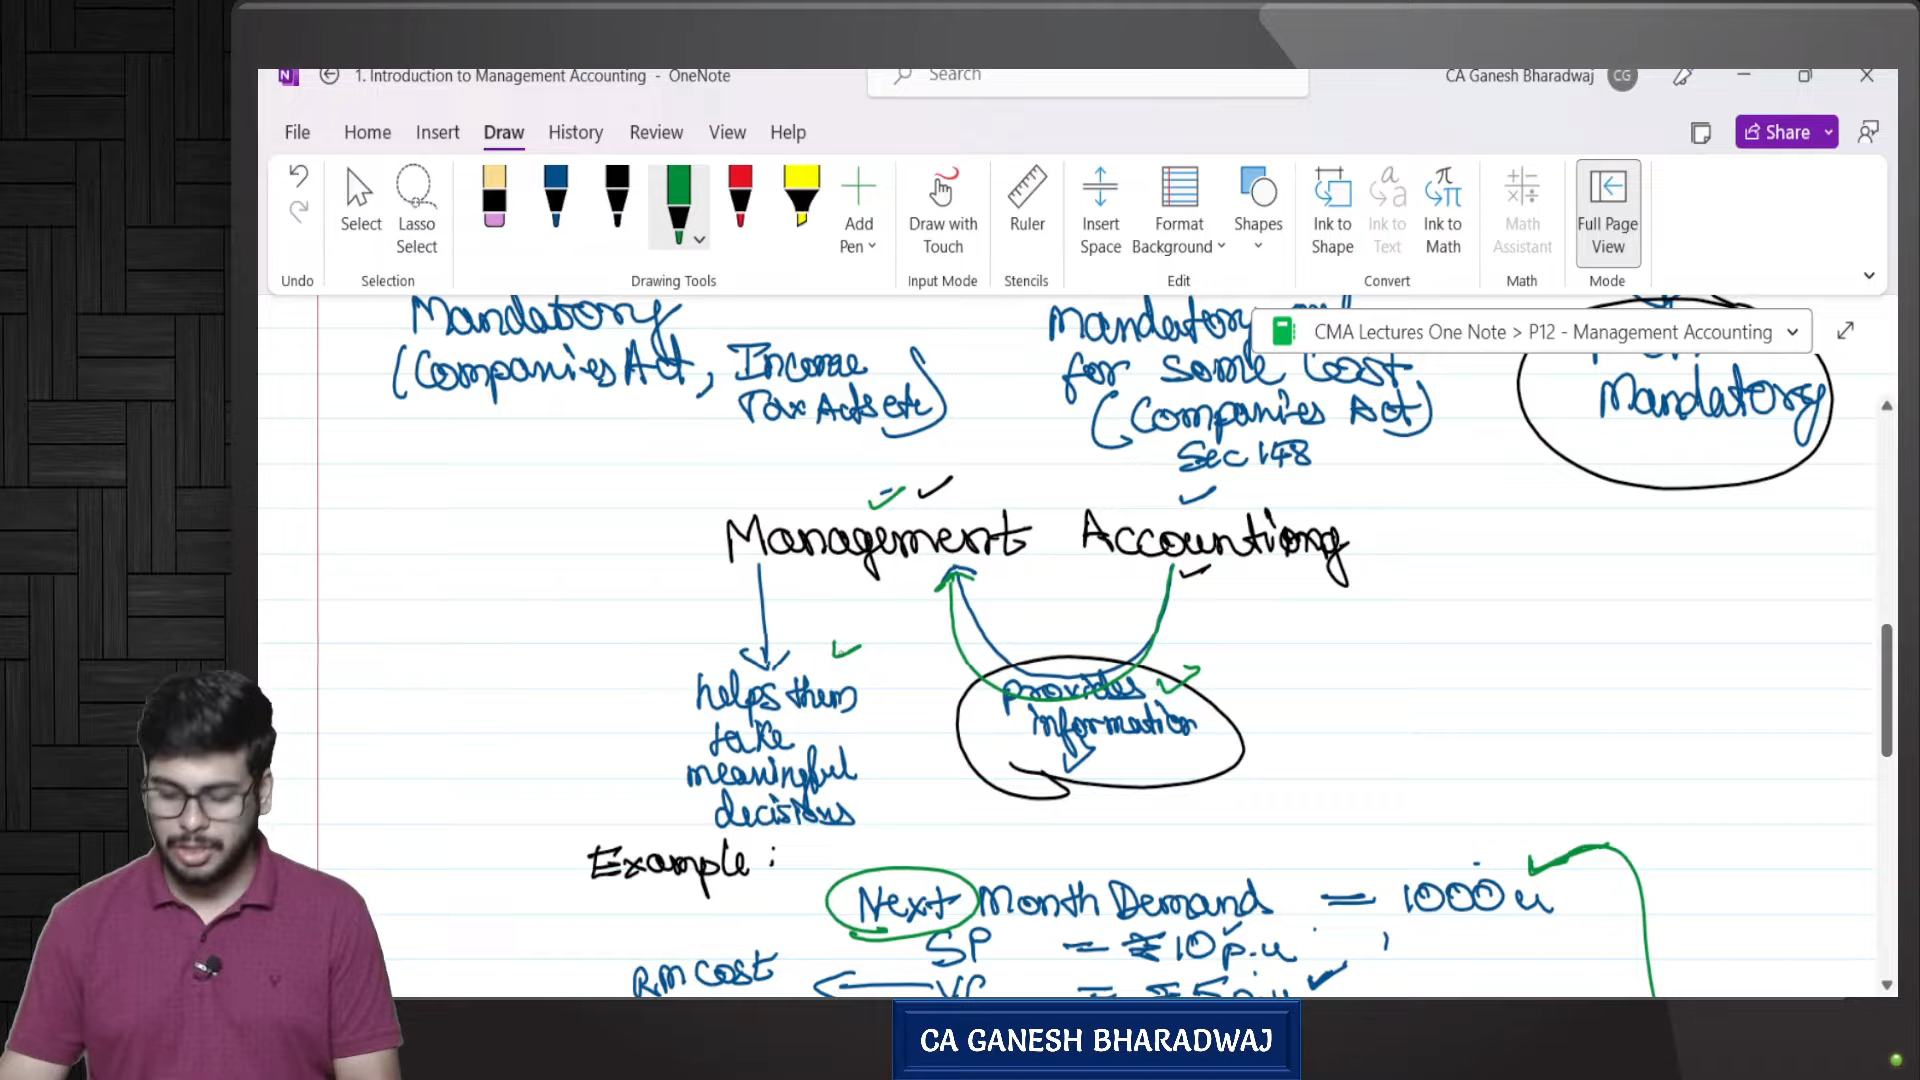 1. Introduction to Management Accounting - OneNote
Search
CA Ganesh Bharadwaj CG
File Home Insert Draw History Review View Help
Share
Select
Lasso Select
Add Pen
Draw with Touch
Ruler
Insert Space
Format Background
Shapes
Ink to Shape
Ink to Text
Ink to Math
Math Assistant
Full Page View
Undo Selection Drawing Tools Input Mode Stencils Edit Convert Math Mode
CMA Lectures One Note > P12 - Management Accounting
Mandatory
(Companies Act, Income
Tax Acts etc)
Mandatory
for some Cost
(Companies Act)
Sec 148
Mandatory
Management Accounting
helps them
take
meaningful
decisions
provides
information
Example :
Next Month Demand = 1000 u
SP = ₹10 p.u
RM Cost ← VC = ₹5 p.u
CA GANESH BHARADWAJ